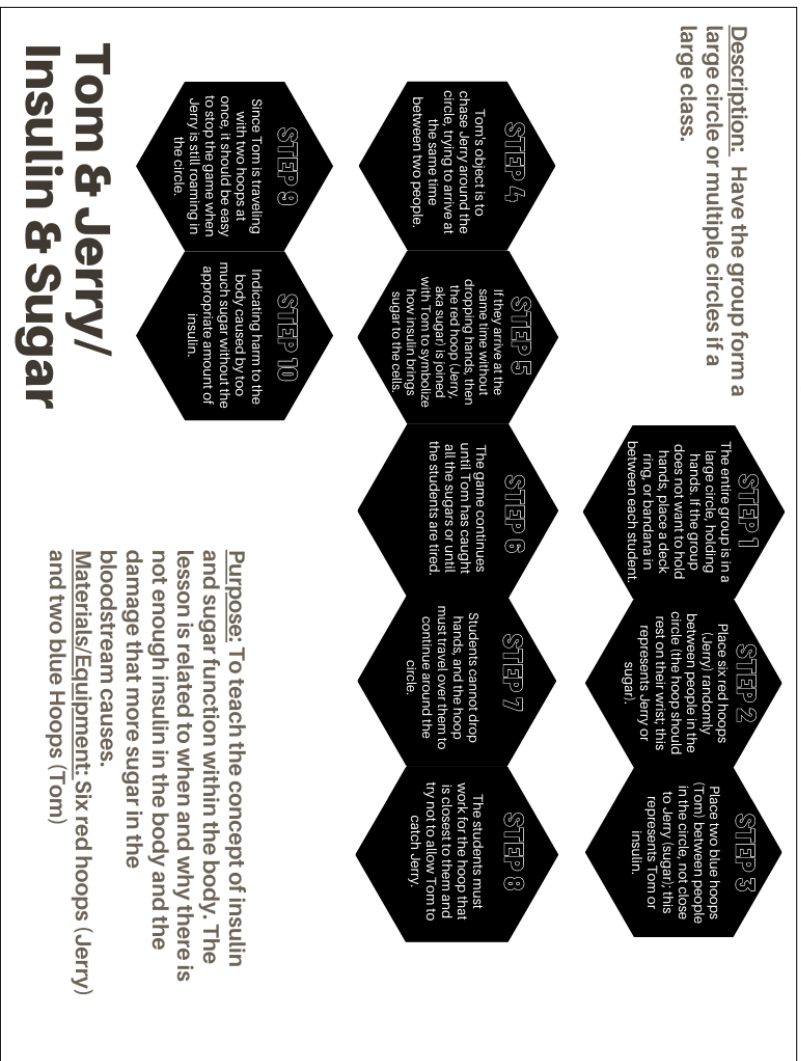 Description:  Have the group form a
large circle or multiple circles if a
large class.
STEP 1
The entire group is in a
large circle, holding
hands. If the group
does not want to hold
hands, place a deck
ring, or bandana in
between each student.
STEP 2
Place six red hoops
(Jerry) randomly
between people in the
circle (the hoop should
rest on their wrist; this
represents Jerry or
sugar).
STEP 3
Place two blue hoops
(Tom) between people
in the circle, not close
to Jerry (sugar); this
represents Tom or
insulin.
STEP 4
Tom's object is to
chase Jerry around the
circle, trying to arrive at
the same time
between two people.
STEP 5
If they arrive at the
same time without
dropping hands, then
the red hoop (Jerry,
aka sugar) is joined
with Tom to symbolize
how insulin brings
sugar to the cells.
STEP 6
The game continues
until Tom has caught
all the sugars or until
the students are tired.
STEP 7
Students cannot drop
hands, and the hoop
must travel over them to
continue around the
circle.
STEP 8
The students must
work for the hoop that
is closest to them and
try not to allow Tom to
catch Jerry.
STEP 9
Since Tom is traveling
with two hoops at
once, it should be easy
to stop the game when
Jerry is still roaming in
the circle.
STEP 10
Indicating harm to the
body caused by too
much sugar without the
appropriate amount of
insulin.
Tom & Jerry/
Insulin & Sugar
Purpose: To teach the concept of insulin
and sugar function within the body. The
lesson is related to when and why there is
not enough insulin in the body and the
damage that more sugar in the
bloodstream causes.
Materials/Equipment: Six red hoops (Jerry)
and two blue Hoops (Tom)